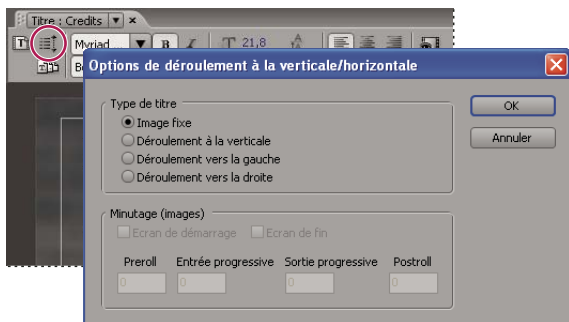 Titre : Credits
Myriad... B 21,8
Options de déroulement à la verticale/horizontale
Type de titre
Image fixe
Déroulement à la verticale
Déroulement vers la gauche
Déroulement vers la droite
OK
Annuler
Minutage (images)
Ecran de démarrage Ecran de fin
Preroll Entrée progressive Sortie progressive Postroll
0 0 0 0